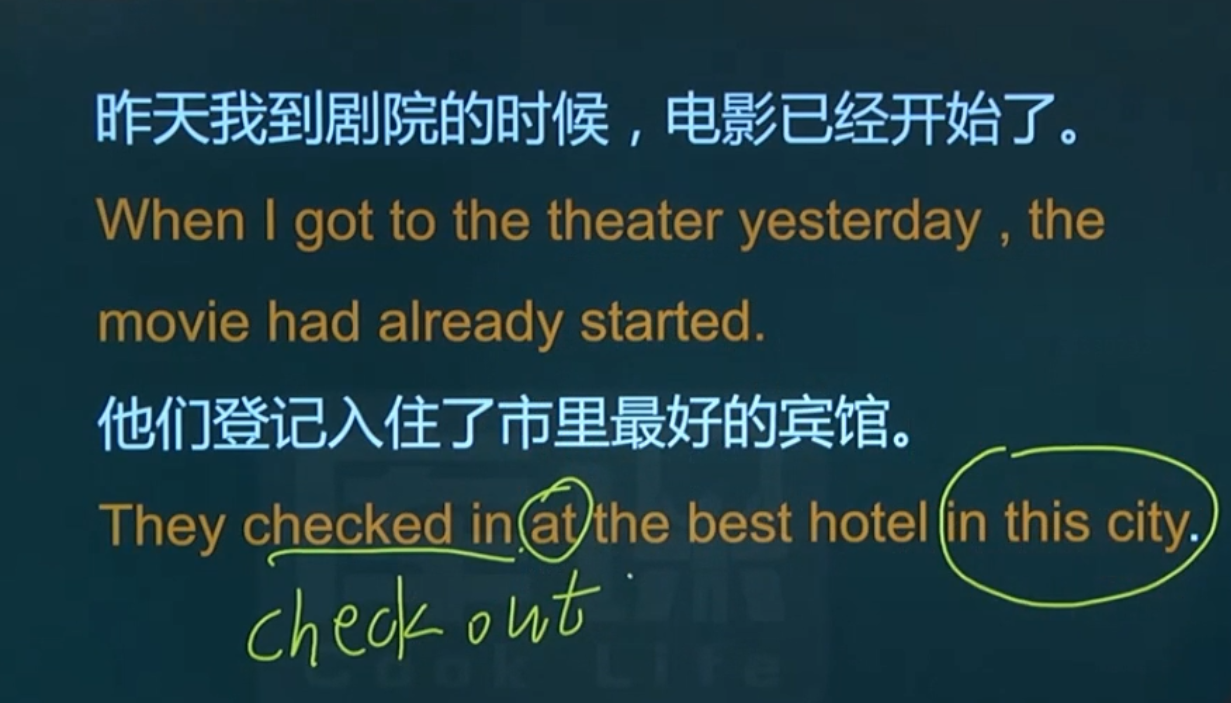 昨天我到剧院的时候，电影已经开始了。
When I got to the theater yesterday , the
movie had already started.
他们登记入住了市里最好的宾馆。
They checked in at the best hotel in this city.
check out